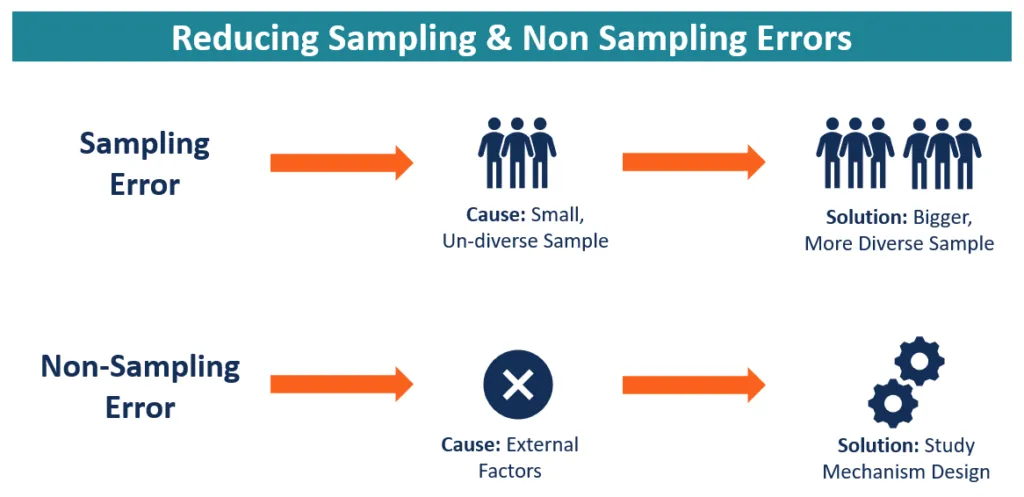 Reducing Sampling & Non Sampling Errors
Sampling
Error
Cause: Small,
Un-diverse Sample
Solution: Bigger,
More Diverse Sample
Non-Sampling
Error
Cause: External
Factors
Solution: Study
Mechanism Design